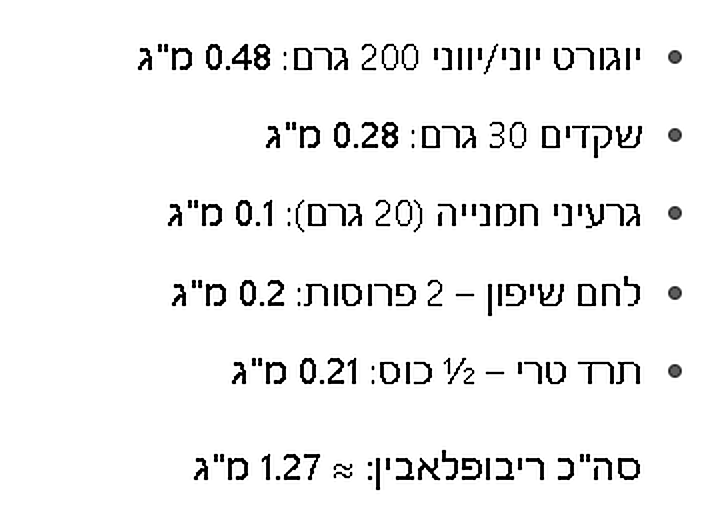 • יוגורט יוני/יווני 200 גרם: 0.48 מ"ג
• שקדים 30 גרם: 0.28 מ"ג
• גרעיני חמנייה (20 גרם): 0.1 מ"ג
• לחם שיפון – 2 פרוסות: 0.2 מ"ג
• תרד טרי – ½ כוס: 0.21 מ"ג
סה"כ ריבופלאבין: ≈ 1.27 מ"ג